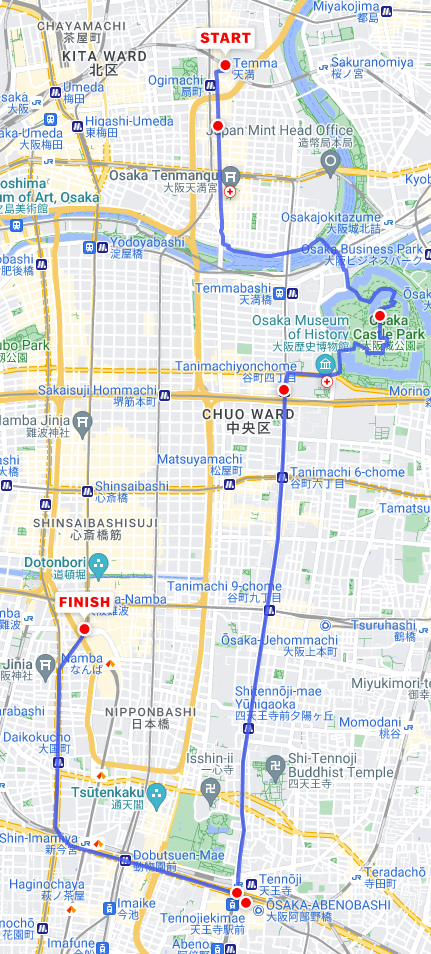 Miyakojima
都島
CHAYAMACHI
茶屋町
START
KITA WARD
北区
Temma
天満
Sakuranomiya
桜ノ宮
Ogimachi
扇町
Umeda
梅田
Osaka
大阪
Higashi-Umeda
東梅田
aka-Umeda
大阪梅田
Japan Mint Head Office
造幣局本局
Osaka Tenmangu
大阪天満宮
Kyob
oshima
um of Art, Osaka
之島美術館
Osakajokitazume
大阪城北詰
Yodoyabashi
淀屋橋
Osaka Business Park
大阪ビジネスパーク
obashi
肥後橋
Temmabashi
天満橋
Osaka Museum
of History
大阪歴史博物館
Osaka
Castle Park
大阪城公園
bo Park
Tanimachiyonchome
谷町四丁目
Sakaisuji Hommachi
堺筋本町
Morino
CHUO WARD
中央区
Namba Jinja
難波神社
Matsuyamachi
松屋町
Tanimachi 6-chome
谷町六丁目
Shinsaibashi
心斎橋
Tamatsu
SHINSAIBASHISUJI
心斎橋筋
Dotonbori
道頓堀
Tanimachi 9-chome
谷町九丁目
FINISH
a-Namba
Tsuruhashi
鶴橋
Ōsaka-Uehommachi
大阪上本町
Namba
なんば
Jinja
Miyukimori-te
Shitennōji-mae
Yūhigaoka
四天王寺前夕陽ヶ丘
NIPPONBASHI
日本橋
Momodani
桃谷
Daikokucho
大国町
Isshin-ji
一心寺
Shi-Tennoji
Buddhist Temple
四天王寺
Tsūtenkaku
通天閣
Shin-Imamiya
新今宮
Dobutsuen-Mae
動物園前
Teradachō
寺田町
Tennōji
天王寺
Haginochaya
萩ノ茶屋
Imaike
今池
ŌSAKA-ABENOBASHI
大阪阿部野橋
Tennojiekimae
天王寺駅前
花園町
Imafune
Abeno